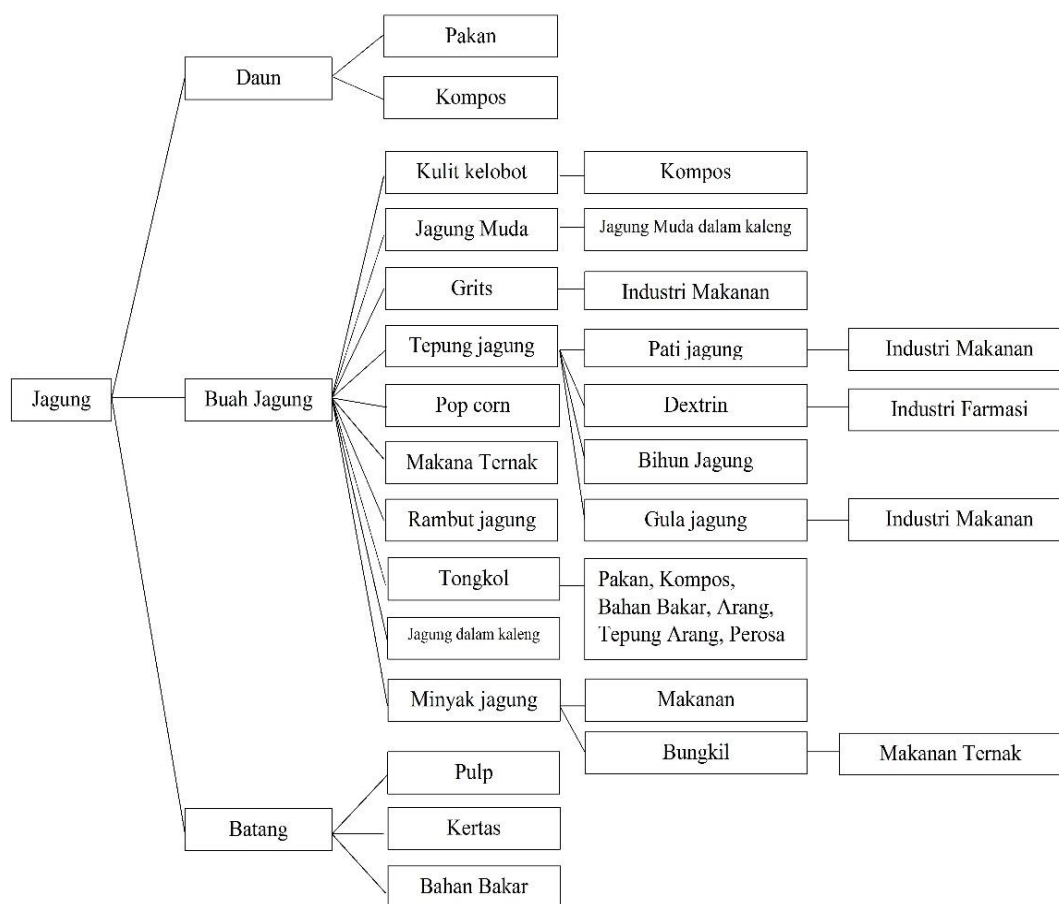 Pakan
Daun
Kompos
Kulit kelobot
Kompos
Jagung Muda
Jagung Muda dalam kaleng
Grits
Industri Makanan
Tepung jagung
Pati jagung
Industri Makanan
Jagung
Buah Jagung
Pop corn
Dextrin
Industri Farmasi
Makana Ternak
Bihun Jagung
Rambut jagung
Gula jagung
Industri Makanan
Tongkol
Pakan, Kompos,
Bahan Bakar, Arang,
Tepung Arang, Perosa
Jagung dalam kaleng
Minyak jagung
Makanan
Bungkil
Makanan Ternak
Pulp
Batang
Kertas
Bahan Bakar